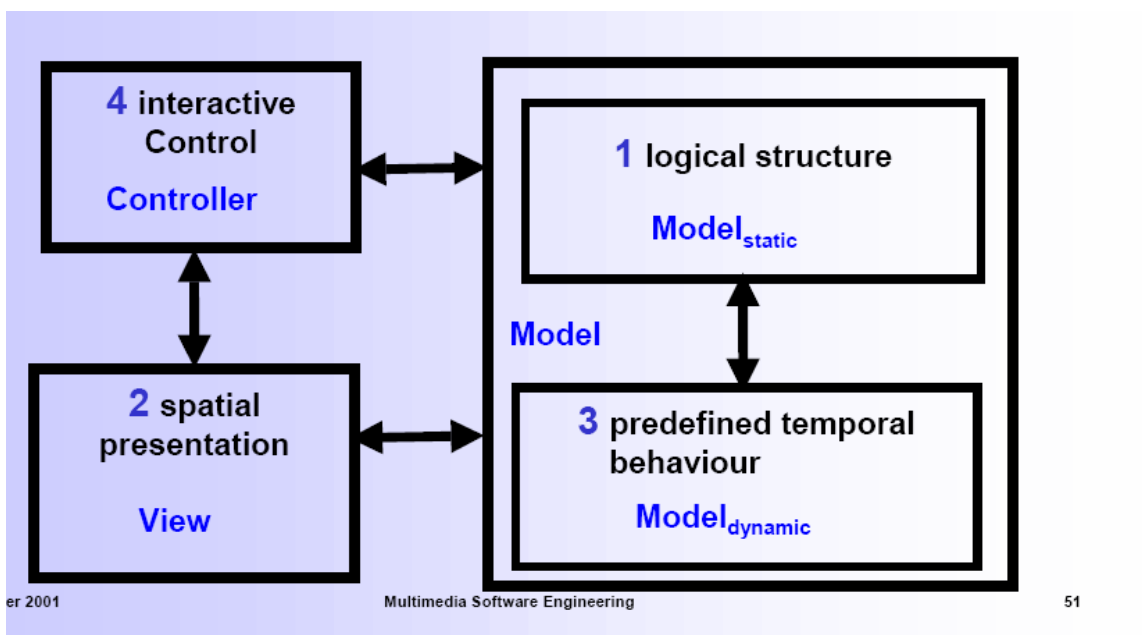 4 interactive
Control
Controller
1 logical structure
Modelstatic
Model
2 spatial
presentation
View
3 predefined temporal
behaviour
Modeldynamic
er 2001
Multimedia Software Engineering
51